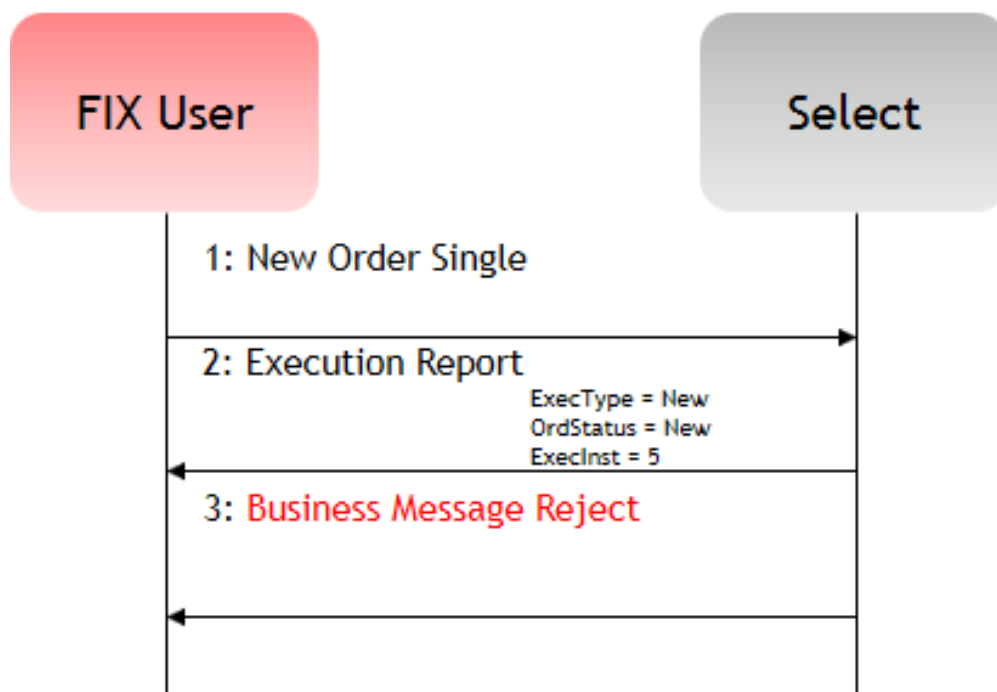 FIX User
Select
1: New Order Single
2: Execution Report
ExecType = New
OrdStatus = New
ExecInst = 5
3: Business Message Reject